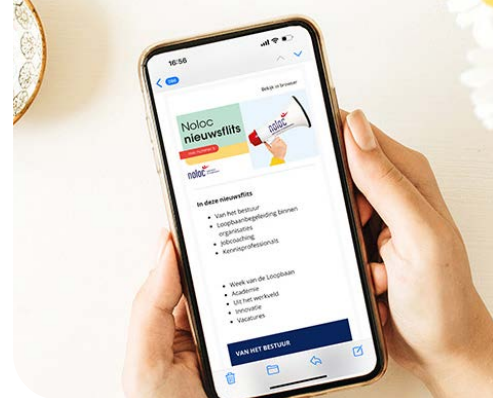 16:56
Bekijk in browser
Noloc
nieuwsflits
noloc
noloc
In deze nieuwsflits
• Van het bestuur
• Loopbaanbegeleiding binnen
organisaties
• Jobcoaching
• Kennisprofessionals
• Week van de Loopbaan
• Academie
• Uit het werkveld
• Innovatie
• Vacatures
VAN HET BESTUUR